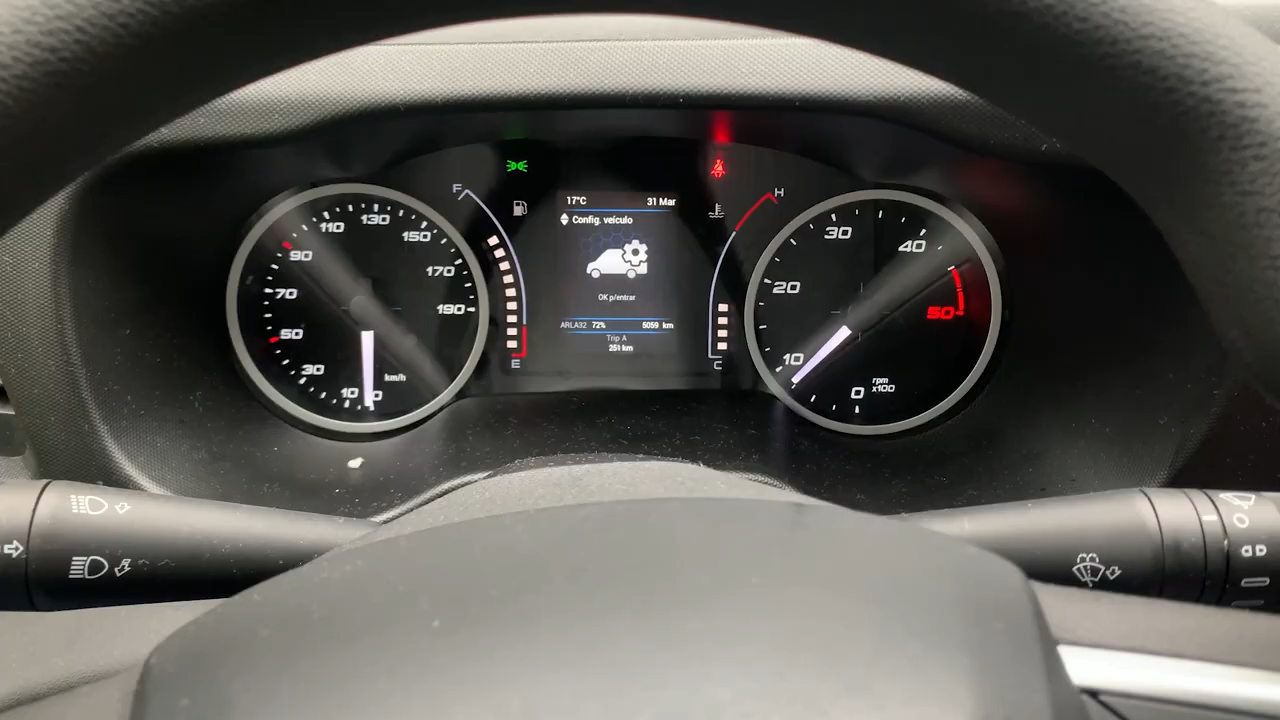 17°C 31 Mar
Config. veículo
OK p/entrar
ARLA32 72% 5059 km
Trip A
251 km
F
E
H
C
0
10
30
50
70
90
110
130
150
170
190
km/h
0
10
20
30
40
50
rpm
x100